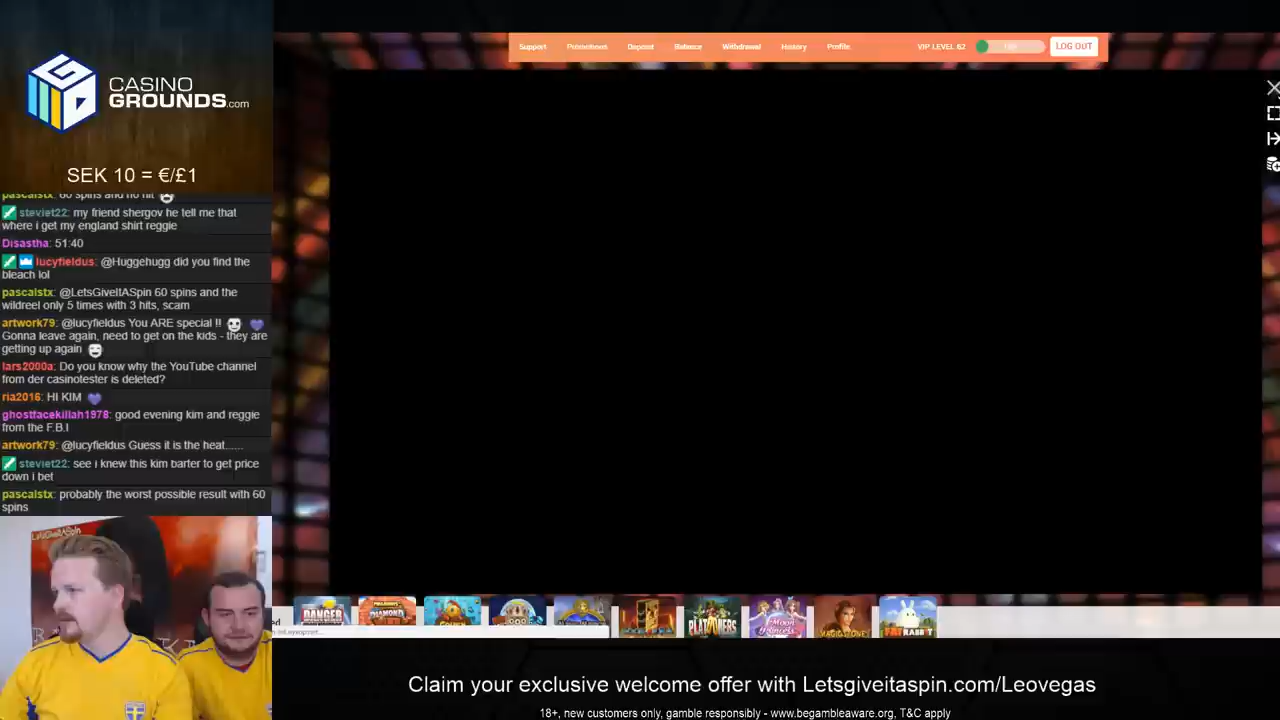 CASINO
GROUNDS.com
SEK 10 = €/£1
Support Promotions Deposit Balance Withdrawal History Profile VIP LEVEL 62 LOG OUT
pascalstx: 60 spins and no hit
steviet22: my friend shergov he tell me that
where i get my england shirt reggie
Disastha: 51:40
lucyfieldus: @Huggehugg did you find the
bleach lol
pascalstx: @LetsGiveItASpin 60 spins and the
wildreel only 5 times with 3 hits, scam
artwork79: @lucyfieldus You ARE special !!
Gonna leave again, need to get on the kids - they are
getting up again
lars2000a: Do you know why the YouTube channel
from der casinotester is deleted?
ria2016: HI KIM
ghostfacekillah1978: good evening kim and reggie
from the F.B.I
artwork79: @lucyfieldus Guess it is the heat......
steviet22: see i knew this kim barter to get price
down i bet
pascalstx: probably the worst possible result with 60
spins
LetsGiveItASpin
DANGER
DIAMOND
PLATOONERS
Moon
Princess
MAGIC STONE
FAT RABBIT
Claim your exclusive welcome offer with Letsgiveitaspin.com/Leovegas
18+, new customers only, gamble responsibly - www.begambleaware.org, T&C apply